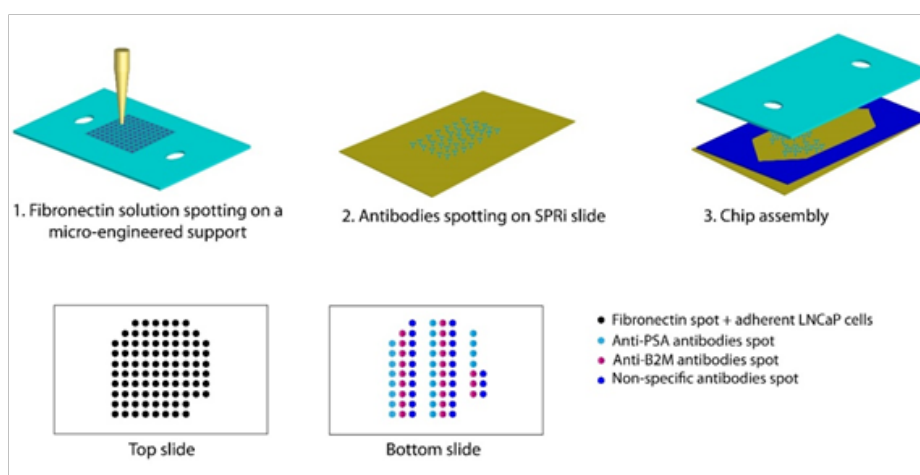 1. Fibronectin solution spotting on a
micro-engineered support
2. Antibodies spotting on SPRi slide
3. Chip assembly
Fibronectin spot + adherent LNCaP cells
Anti-PSA antibodies spot
Anti-B2M antibodies spot
Non-specific antibodies spot
Top slide
Bottom slide